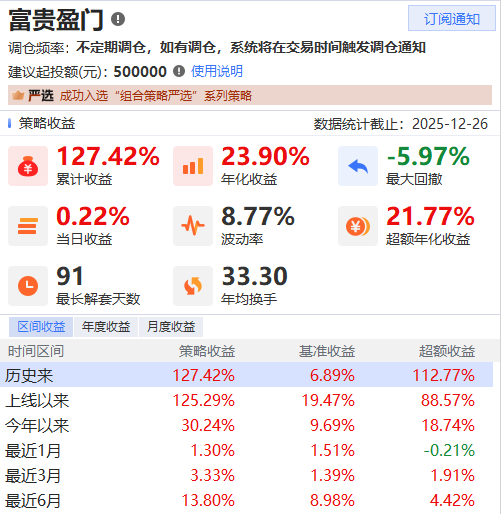 富贵盈门
订阅通知
调仓频率：不定期调仓，如有调仓，系统将在交易时间触发调仓通知
建议起投额(元)：500000 使用说明
严选 成功入选“组合策略严选”系列策略
策略收益 数据统计截止：2025-12-26
127.42% 23.90% -5.97%
累计收益 年化收益 最大回撤
0.22% 8.77% 21.77%
当日收益 波动率 超额年化收益
91 33.30
最长解套天数 年均换手
区间收益 年度收益 月度收益
时间区间 策略收益 基准收益 超额收益
历史来 127.42% 6.89% 112.77%
上线以来 125.29% 19.47% 88.57%
今年以来 30.24% 9.69% 18.74%
最近1月 1.30% 1.51% -0.21%
最近3月 3.33% 1.39% 1.91%
最近6月 13.80% 8.98% 4.42%